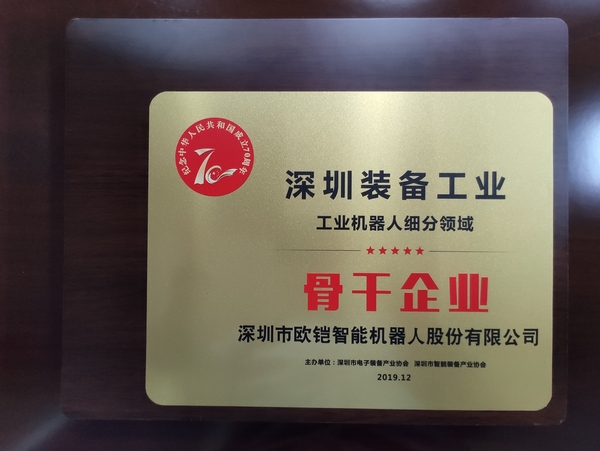 纪念中华人民共和国成立70周年
70
深圳装备工业
工业机器人细分领域
骨干企业
深圳市欧铠智能机器人股份有限公司
主办单位:深圳市电子装备产业协会 深圳市智能装备产业协会
2019.12